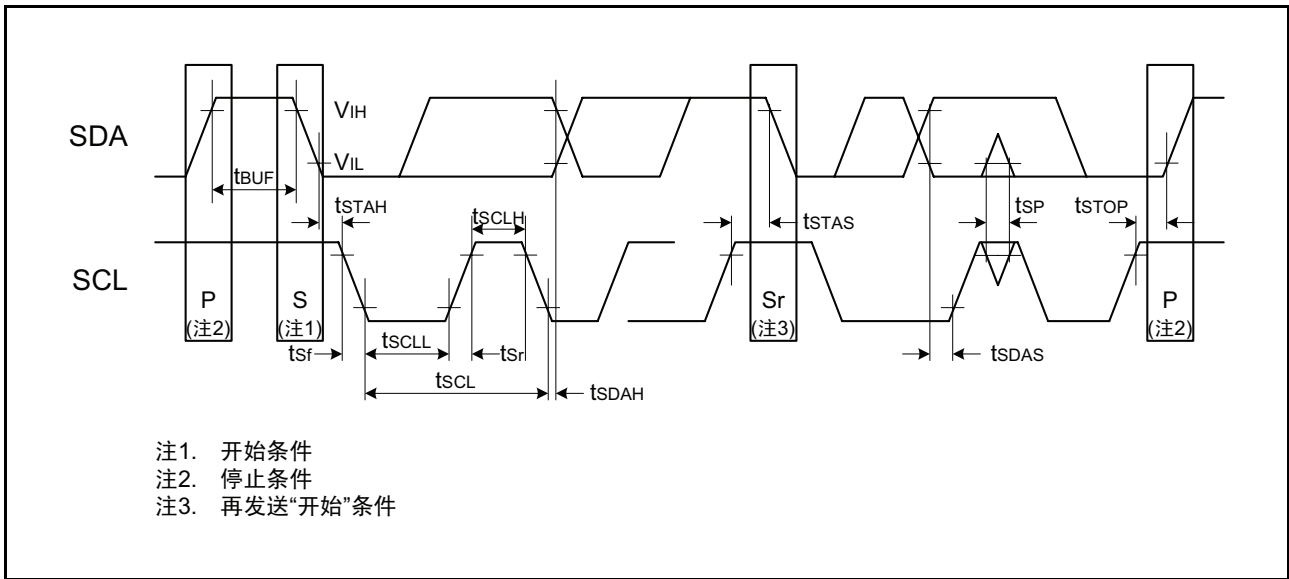 SDA
VIH
VIL
tBUF
tSTAH
tSCLH
tSTAS
tSP
tSTOP
SCL
P
(注2)
S
(注1)
Sr
(注3)
P
(注2)
tSf
tSCLL
tSr
tSDAS
tSCL
tSDAH
注1. 开始条件
注2. 停止条件
注3. 再发送“开始”条件